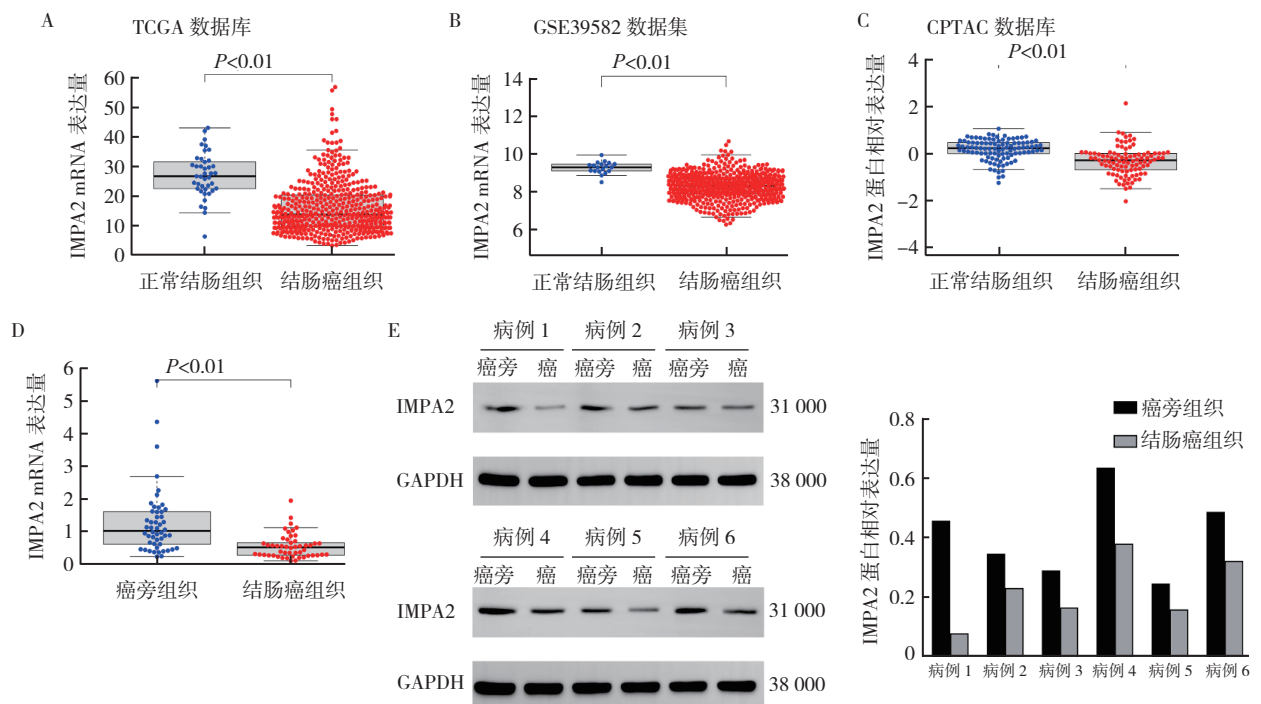 A
TCGA 数据库
P<0.01
IMPA2 mRNA 表达量
60
50
40
30
20
10
0
正常结肠组织
结肠癌组织
B
GSE39582 数据集
P<0.01
IMPA2 mRNA 表达量
14
12
10
8
6
4
正常结肠组织
结肠癌组织
C
CPTAC 数据库
P<0.01
IMPA2 蛋白相对表达量
4
2
0
−2
−4
正常结肠组织
结肠癌组织
D
P<0.01
IMPA2 mRNA 表达量
6
5
4
3
2
1
0
癌旁组织
结肠癌组织
E
病例 1 病例 2 病例 3
癌旁 癌 癌旁 癌 癌旁 癌
IMPA2 31 000
GAPDH 38 000
病例 4 病例 5 病例 6
癌旁 癌 癌旁 癌 癌旁 癌
IMPA2 31 000
GAPDH 38 000
癌旁组织
结肠癌组织
IMPA2 蛋白相对表达量
0.8
0.6
0.4
0.2
0
病例 1 病例 2 病例 3 病例 4 病例 5 病例 6